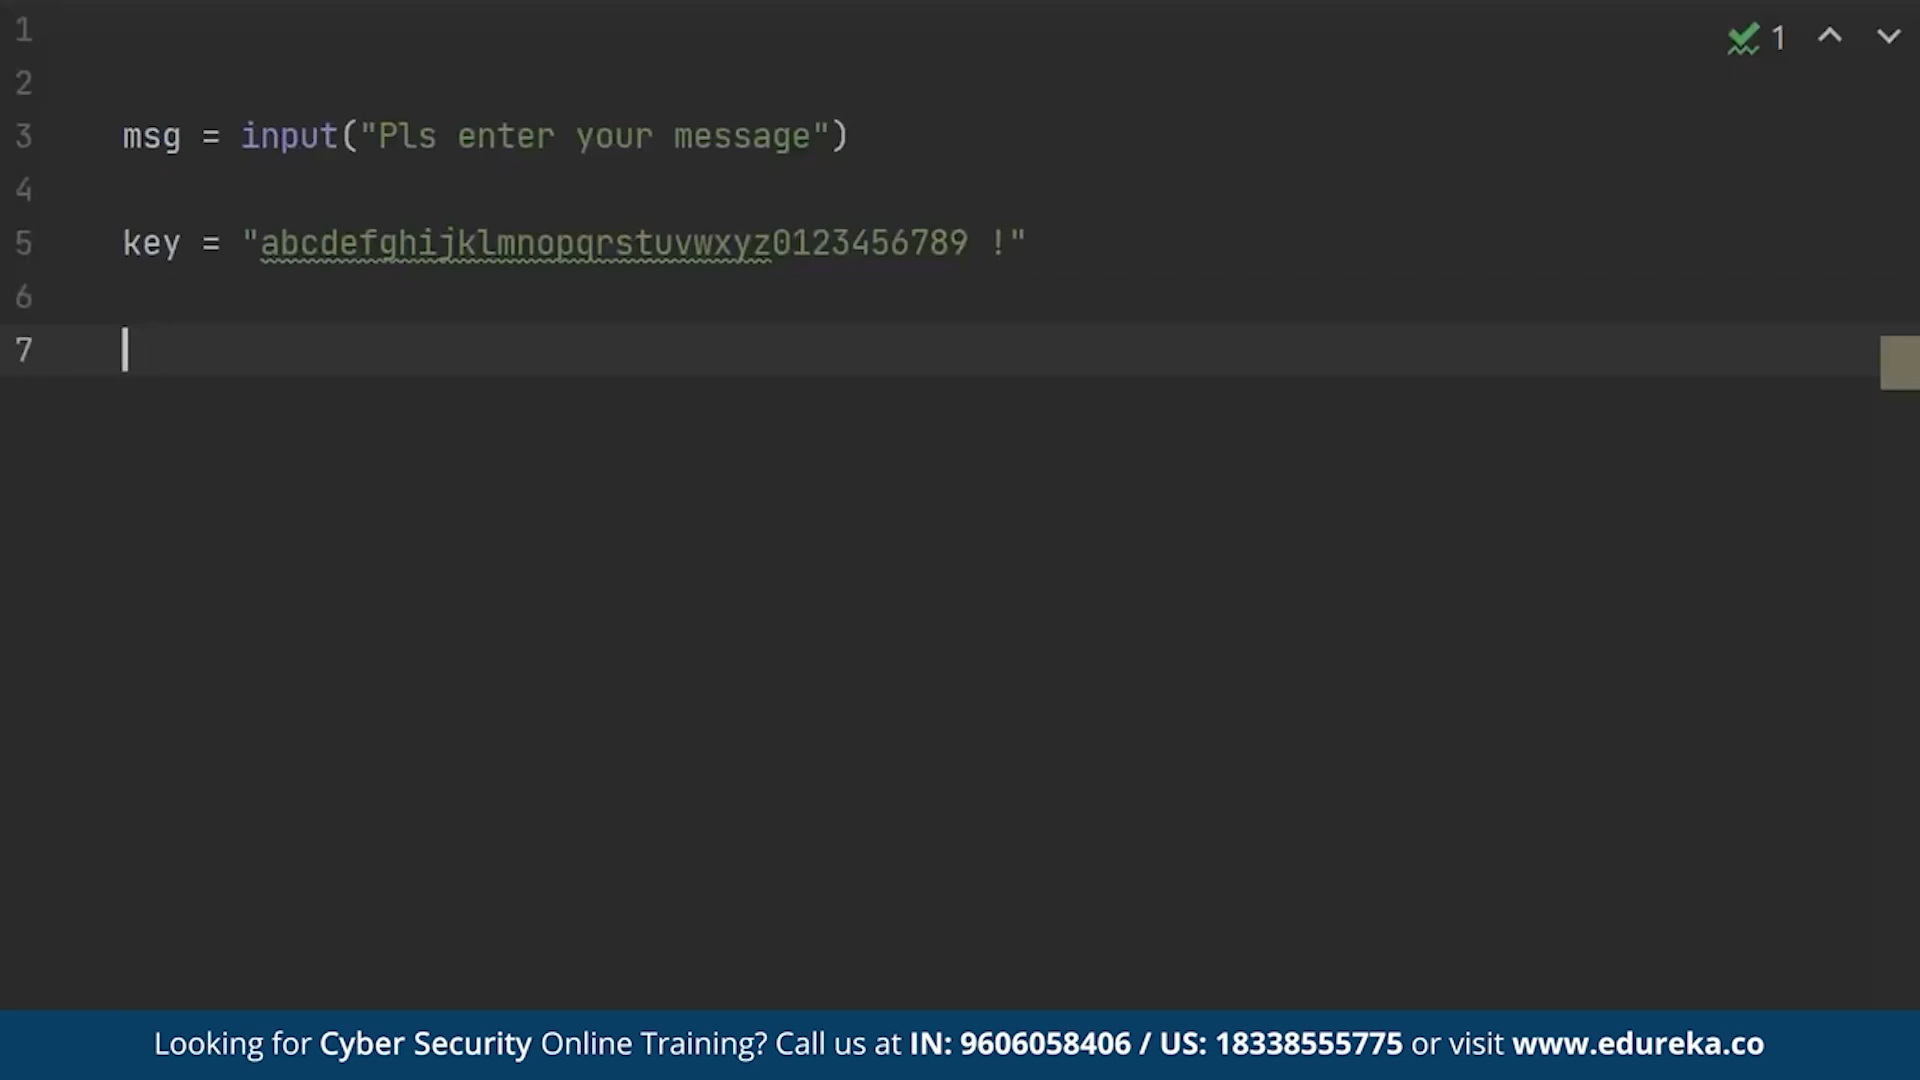 1
1
2
3 msg = input("Pls enter your message")
4
5 key = "abcdefghijklmnopqrstuvwxyz0123456789 !"
6
7
Looking for Cyber Security Online Training? Call us at IN: 9606058406 / US: 18338555775 or visit www.edureka.co